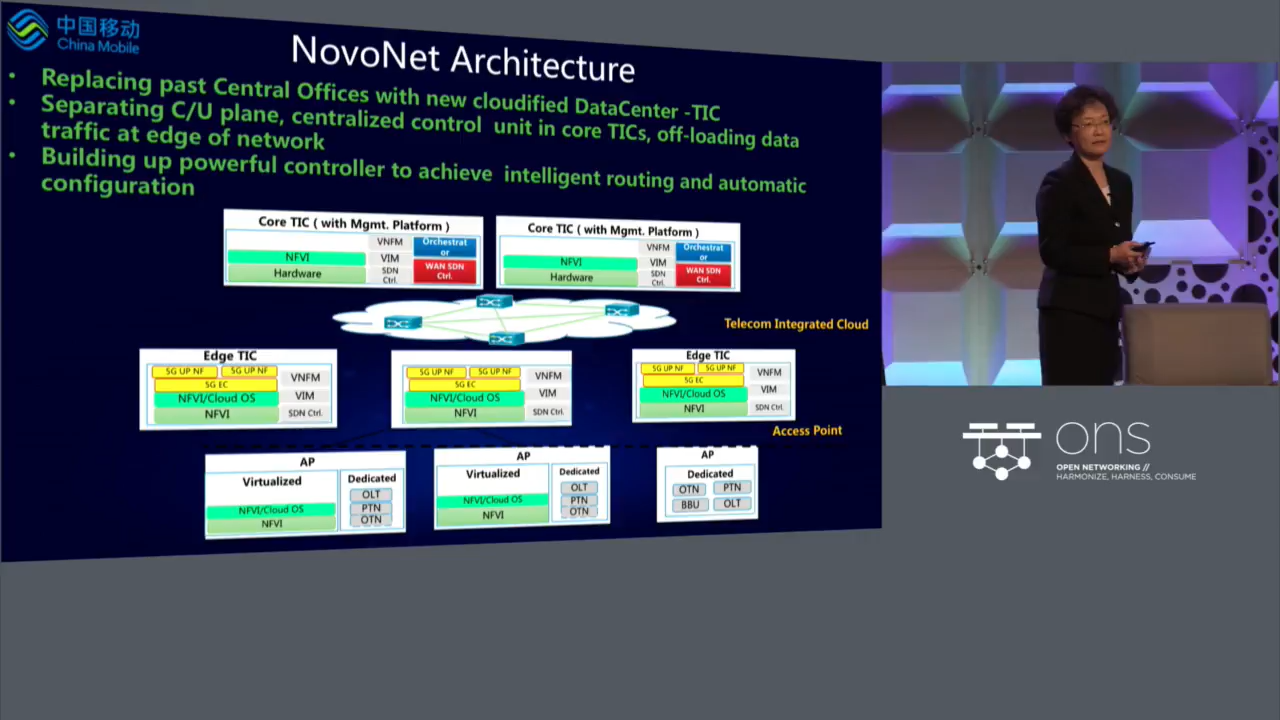 中国移动
China Mobile
NovoNet Architecture
• Replacing past Central Offices with new cloudified DataCenter -TIC
• Separating C/U plane, centralized control unit in core TICs, off-loading data
traffic at edge of network
• Building up powerful controller to achieve intelligent routing and automatic
configuration
Core TIC ( with Mgmt. Platform )
NFVI
Hardware
VNFM
VIM
SDN
Ctrl.
Orchestrat
or
WAN SDN
Ctrl.
Core TIC ( with Mgmt. Platform )
NFVI
Hardware
VNFM
VIM
SDN
Ctrl.
Orchestrat
or
WAN SDN
Ctrl.
Telecom Integrated Cloud
Edge TIC
5G UP NF 5G UP NF
5G EC
NFVI/Cloud OS
NFVI
VNFM
VIM
SDN Ctrl.
5G UP NF 5G UP NF
5G EC
NFVI/Cloud OS
NFVI
VNFM
VIM
SDN Ctrl.
Edge TIC
5G UP NF 5G UP NF
5G EC
NFVI/Cloud OS
NFVI
VNFM
VIM
SDN Ctrl.
Access Point
AP
Virtualized
NFVI/Cloud OS
NFVI
Dedicated
OLT
PTN
OTN
AP
Virtualized
NFVI/Cloud OS
NFVI
Dedicated
OLT
PTN
OTN
AP
Dedicated
OTN PTN
BBU OLT
ons
OPEN NETWORKING //
HARMONIZE, HARNESS, CONSUME